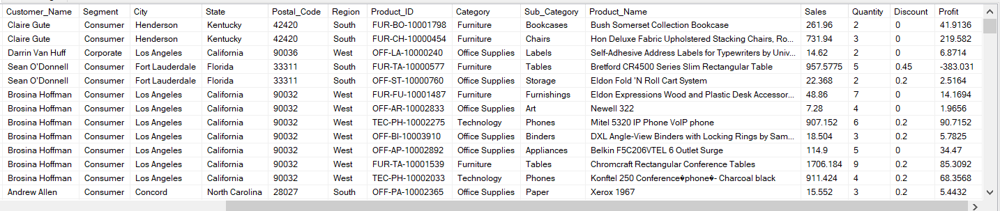 Customer_Name Segment City State Postal_Code Region Product_ID Category Sub_Category Product_Name Sales Quantity Discount Profit
Claire Gute Consumer Henderson Kentucky 42420 South FUR-BO-10001798 Furniture Bookcases Bush Somerset Collection Bookcase 261.96 2 0 41.9136
Claire Gute Consumer Henderson Kentucky 42420 South FUR-CH-10000454 Furniture Chairs Hon Deluxe Fabric Upholstered Stacking Chairs, Ro... 731.94 3 0 219.582
Darrin Van Huff Corporate Los Angeles California 90036 West OFF-LA-10000240 Office Supplies Labels Self-Adhesive Address Labels for Typewriters by Univ... 14.62 2 0 6.8714
Sean O'Donnell Consumer Fort Lauderdale Florida 33311 South FUR-TA-10000577 Furniture Tables Bretford CR4500 Series Slim Rectangular Table 957.5775 5 0.45 -383.031
Sean O'Donnell Consumer Fort Lauderdale Florida 33311 South OFF-ST-10000760 Office Supplies Storage Eldon Fold 'N Roll Cart System 22.368 2 0.2 2.5164
Brosina Hoffman Consumer Los Angeles California 90032 West FUR-FU-10001487 Furniture Furnishings Eldon Expressions Wood and Plastic Desk Accessor... 48.86 7 0 14.1694
Brosina Hoffman Consumer Los Angeles California 90032 West OFF-AR-10002833 Office Supplies Art Newell 322 7.28 4 0 1.9656
Brosina Hoffman Consumer Los Angeles California 90032 West TEC-PH-10002275 Technology Phones Mitel 5320 IP Phone VoIP phone 907.152 6 0.2 90.7152
Brosina Hoffman Consumer Los Angeles California 90032 West OFF-BI-10003910 Office Supplies Binders DXL Angle-View Binders with Locking Rings by Sam... 18.504 3 0.2 5.7825
Brosina Hoffman Consumer Los Angeles California 90032 West OFF-AP-10002892 Office Supplies Appliances Belkin F5C206VTEL 6 Outlet Surge 114.9 5 0 34.47
Brosina Hoffman Consumer Los Angeles California 90032 West FUR-TA-10001539 Furniture Tables Chromcraft Rectangular Conference Tables 1706.184 9 0.2 85.3092
Brosina Hoffman Consumer Los Angeles California 90032 West TEC-PH-10002033 Technology Phones Konftel 250 Conference�phone�- Charcoal black 911.424 4 0.2 68.3568
Andrew Allen Consumer Concord North Carolina 28027 South OFF-PA-10002365 Office Supplies Paper Xerox 1967 15.552 3 0.2 5.4432